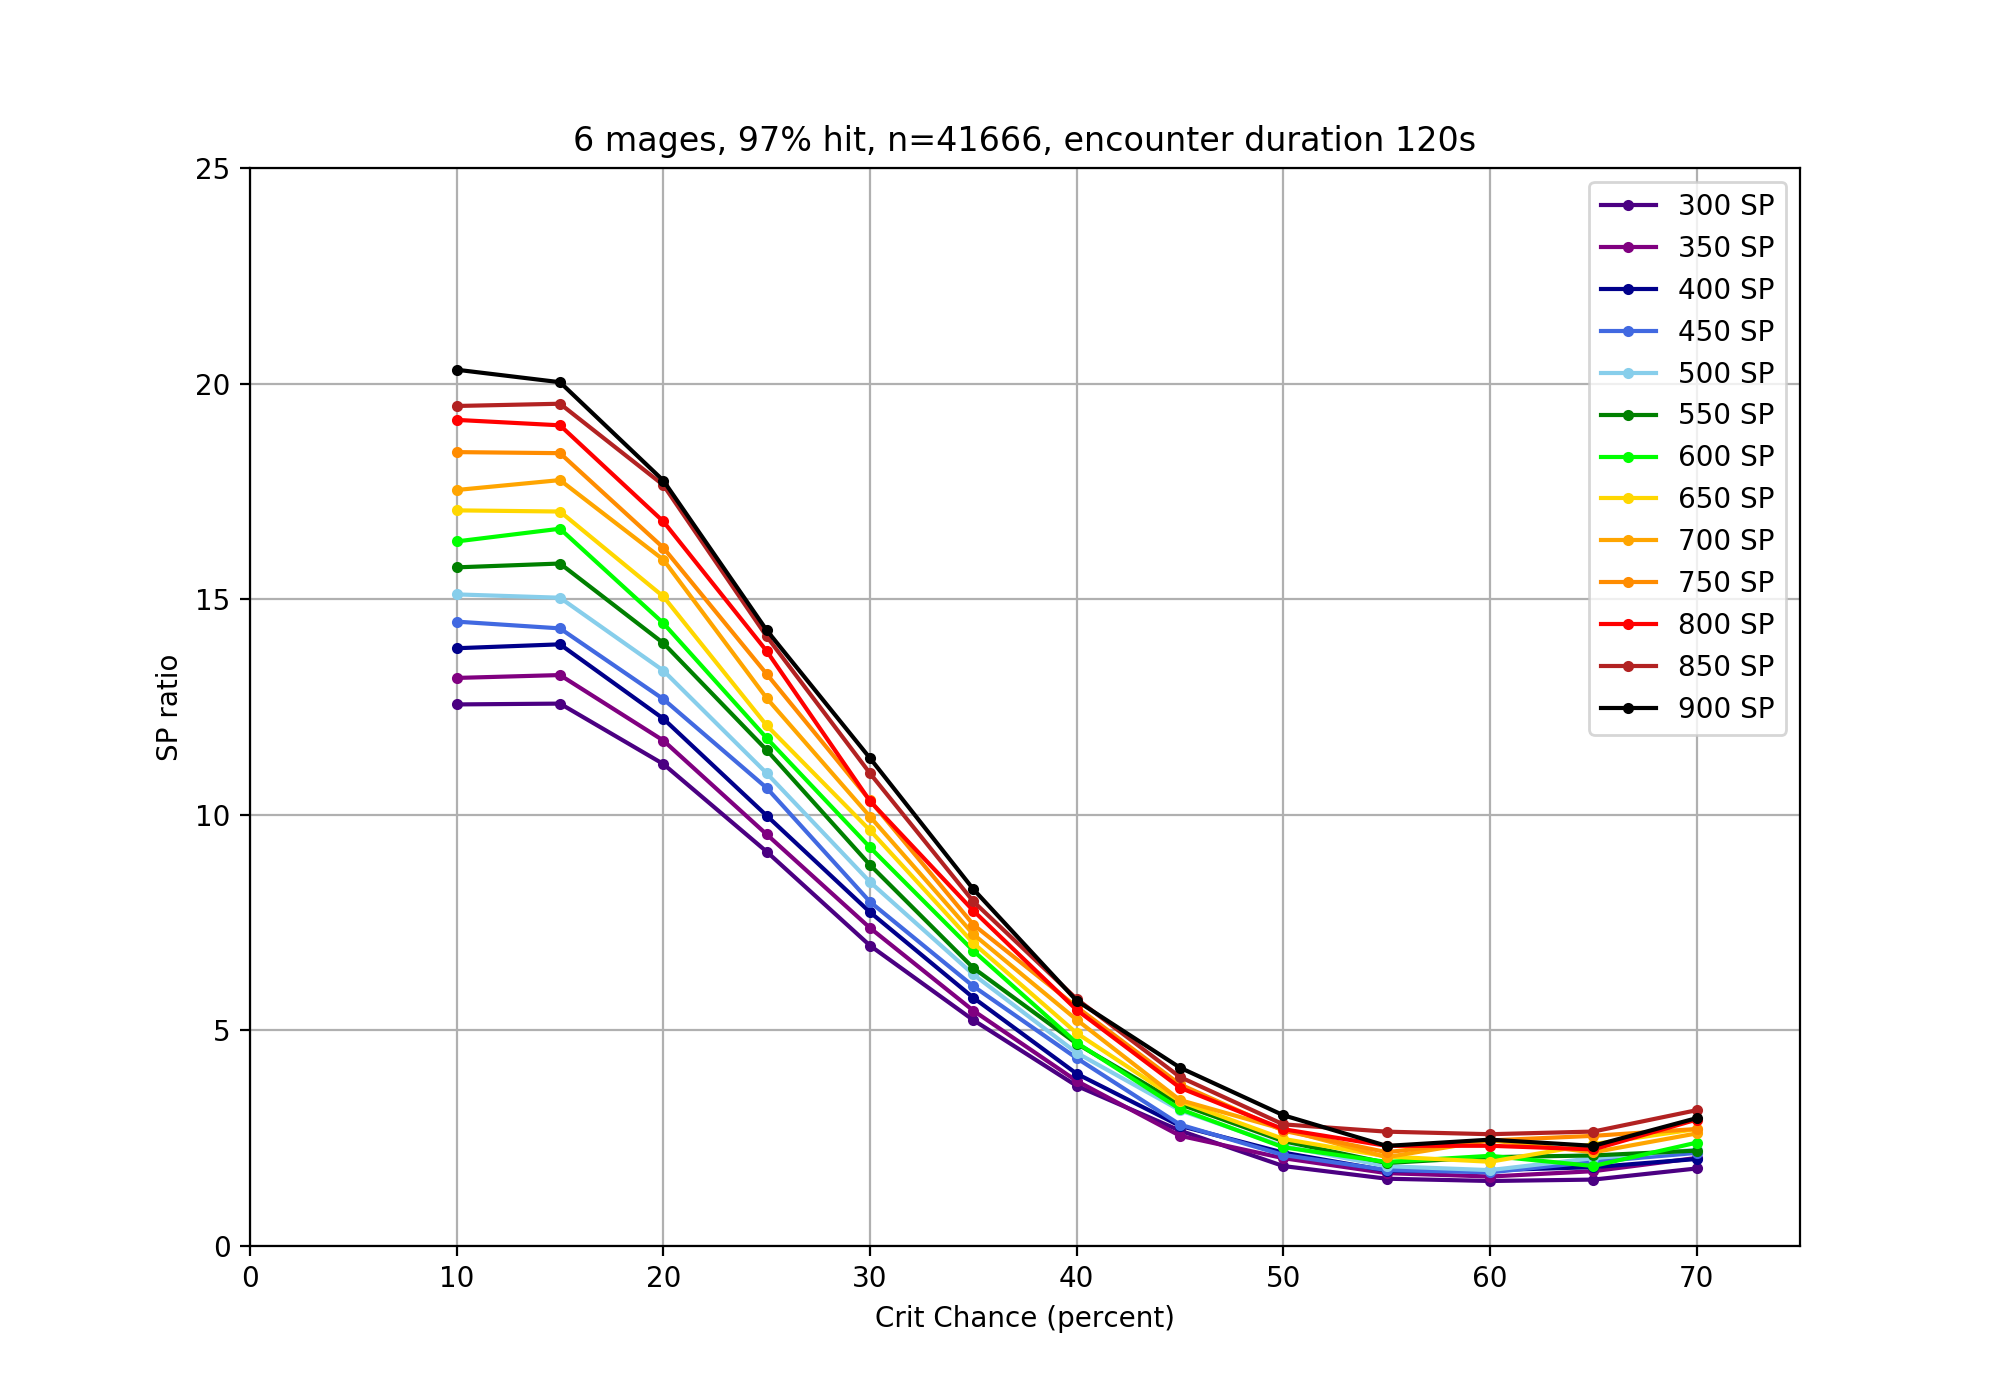 6 mages, 97% hit, n=41666, encounter duration 120s
25
20
15
10
5
0
SP ratio
0 10 20 30 40 50 60 70
Crit Chance (percent)
300 SP
350 SP
400 SP
450 SP
500 SP
550 SP
600 SP
650 SP
700 SP
750 SP
800 SP
850 SP
900 SP